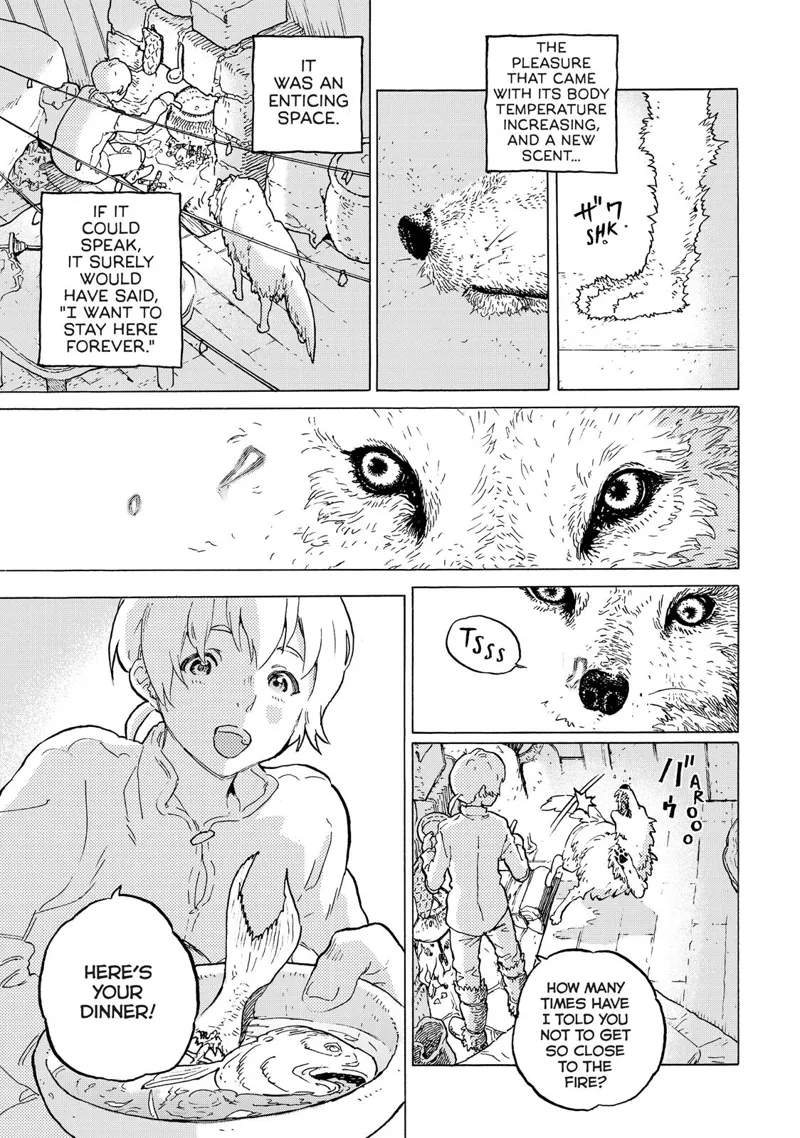 THE
PLEASURE
THAT CAME
WITH ITS BODY
TEMPERATURE
INCREASING,
AND A NEW
SCENT...
ザワ
SHK.
IT
WAS AN
ENTICING
SPACE.
IF IT
COULD
SPEAK,
IT SURELY
WOULD
HAVE SAID,
"I WANT TO
STAY HERE
FOREVER."
TSSS
AROOO
バウ
HOW MANY
TIMES HAVE
I TOLD YOU
NOT TO GET
SO CLOSE
TO THE
FIRE?
HERE'S
YOUR
DINNER!